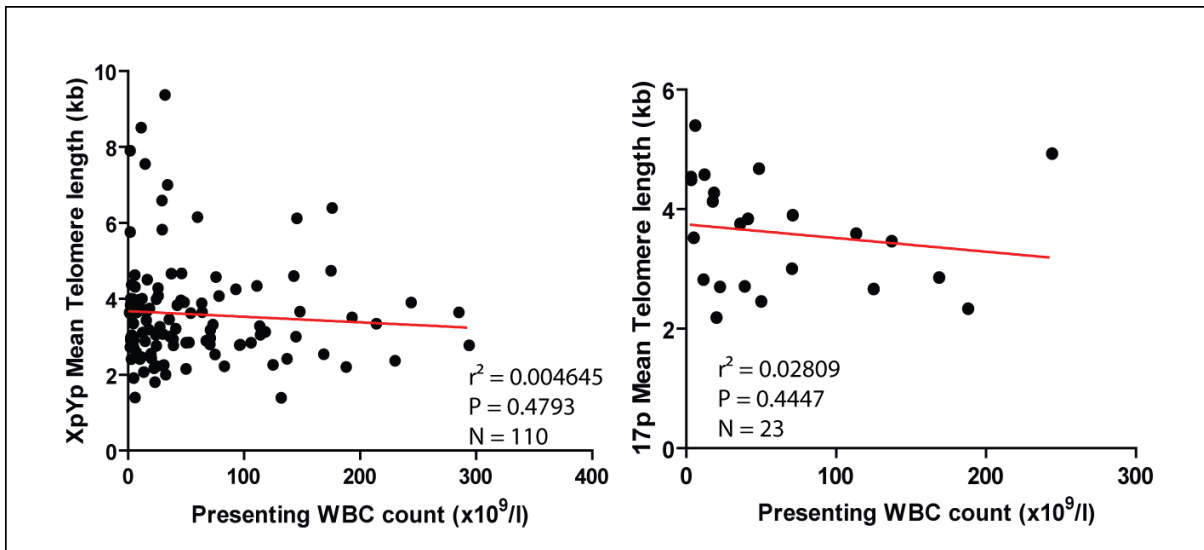 XpYp Mean Telomere length (kb)
10
8
6
4
2
0
0 100 200 300 400
Presenting WBC count (x10⁹/l)
r² = 0.004645
P = 0.4793
N = 110
17p Mean Telomere length (kb)
6
4
2
0
0 100 200 300
Presenting WBC count (x10⁹/l)
r² = 0.02809
P = 0.4447
N = 23